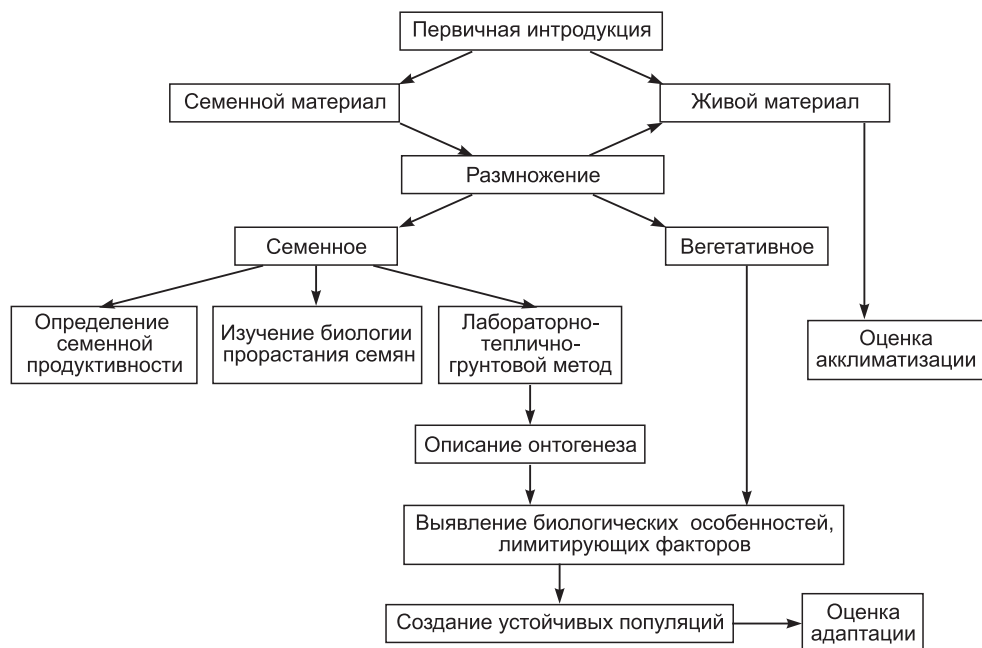 Первичная интродукция
Семенной материал
Живой материал
Размножение
Семенное
Вегетативное
Определение
семенной
продуктивности
Изучение биологии
прорастания семян
Лабораторно-
теплично-
грунтовой метод
Оценка
акклиматизации
Описание онтогенеза
Выявление биологических особенностей,
лимитирующих факторов
Создание устойчивых популяций
Оценка
адаптации